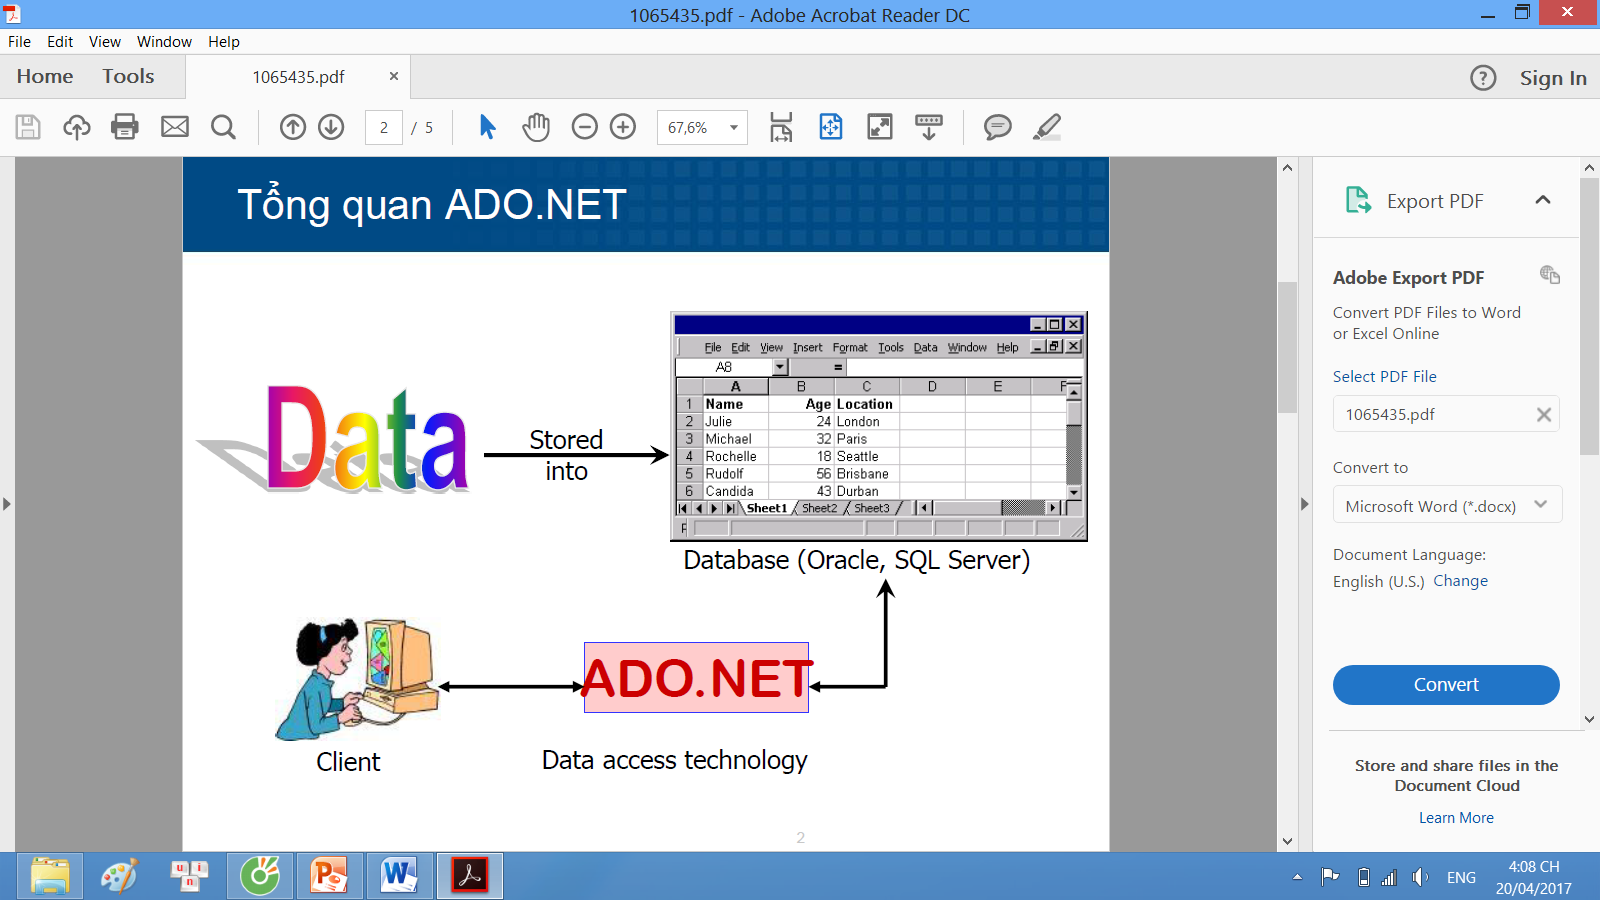 1065435.pdf - Adobe Acrobat Reader DC
File Edit View Window Help
Home Tools 1065435.pdf × ? Sign In
2 / 5 67,6%
Tổng quan ADO.NET
Data
Stored
into
File Edit View Insert Format Tools Data Window Help
A8 =
A B C D E F
1 Name Age Location
2 Julie 24 London
3 Michael 32 Paris
4 Rochelle 18 Seattle
5 Rudolf 56 Brisbane
6 Candida 43 Durban
Sheet1 Sheet2 Sheet3
Database (Oracle, SQL Server)
ADO.NET
Client
Data access technology
2
Export PDF
Adobe Export PDF
Convert PDF Files to Word
or Excel Online
Select PDF File
1065435.pdf
Convert to
Microsoft Word (*.docx)
Document Language:
English (U.S.) Change
Convert
Store and share files in the
Document Cloud
Learn More
u i n
P W
ENG
4:08 CH
20/04/2017